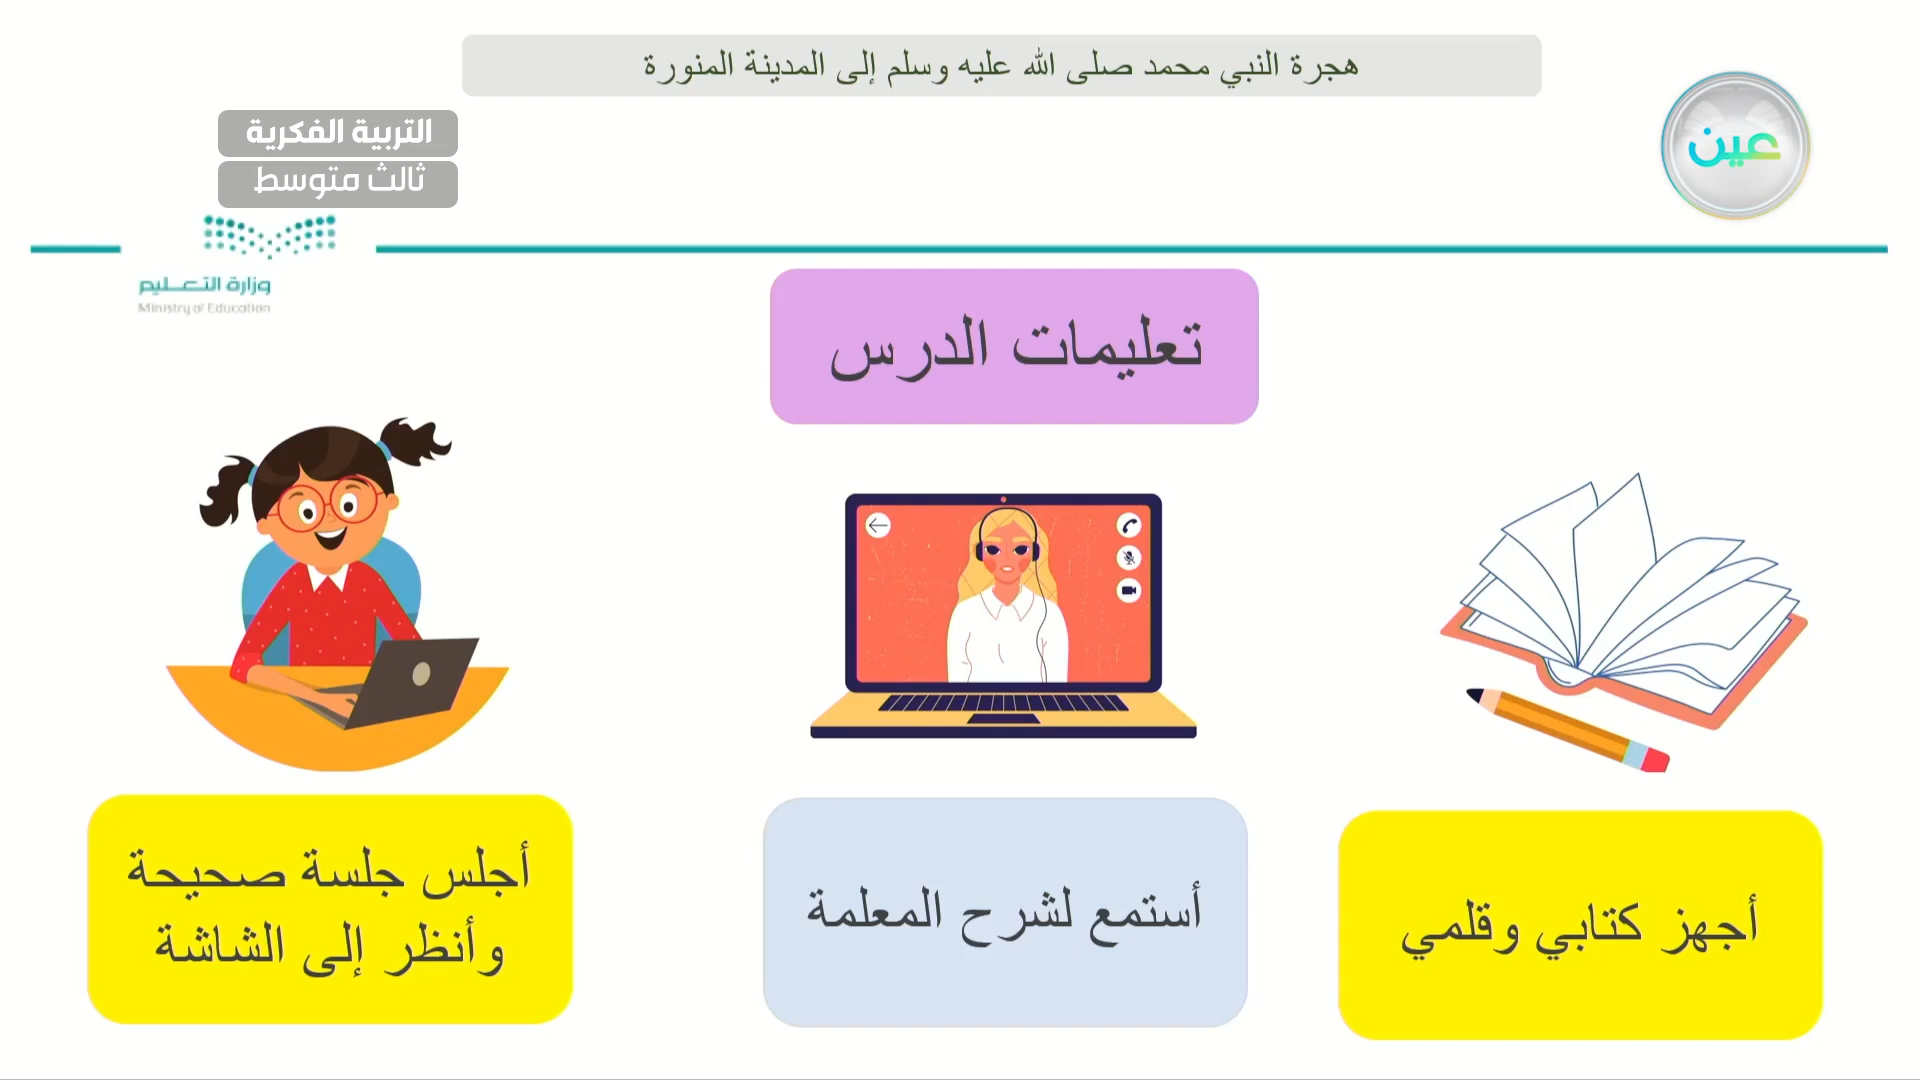 هجرة النبي محمد صلى الله عليه وسلم إلى المدينة المنورة
عين
التربية الفكرية
ثالث متوسط
وزارة التعليم
Ministry of Education
تعليمات الدرس
أجهز كتابي وقلمي
أستمع لشرح المعلمة
أجلس جلسة صحيحة
وأنظر إلى الشاشة